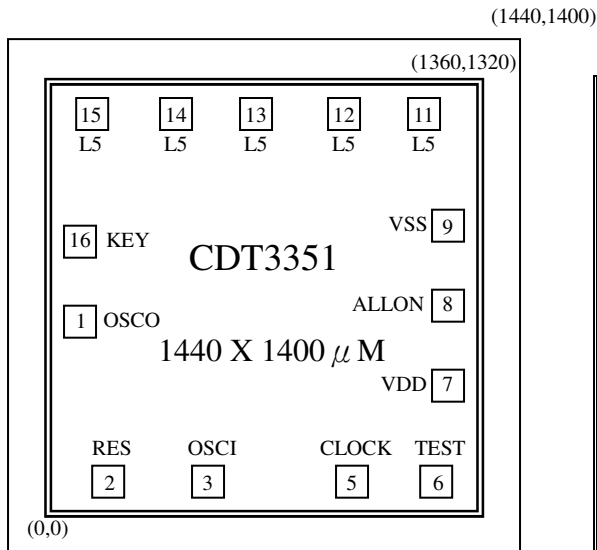 (1440,1400)
(1360,1320)
15 14 13 12 11
L5 L5 L5 L5 L5
VSS 9
16 KEY
CDT3351
ALLON 8
1 OSCO
1440 X 1400 μ M
VDD 7
RES OSCI CLOCK TEST
2 3 5 6
(0,0)